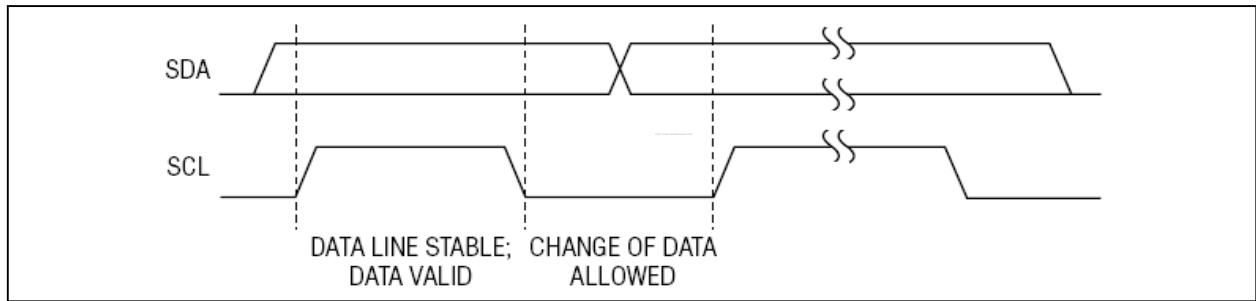 SDA
SCL
DATA LINE STABLE;
DATA VALID
CHANGE OF DATA
ALLOWED